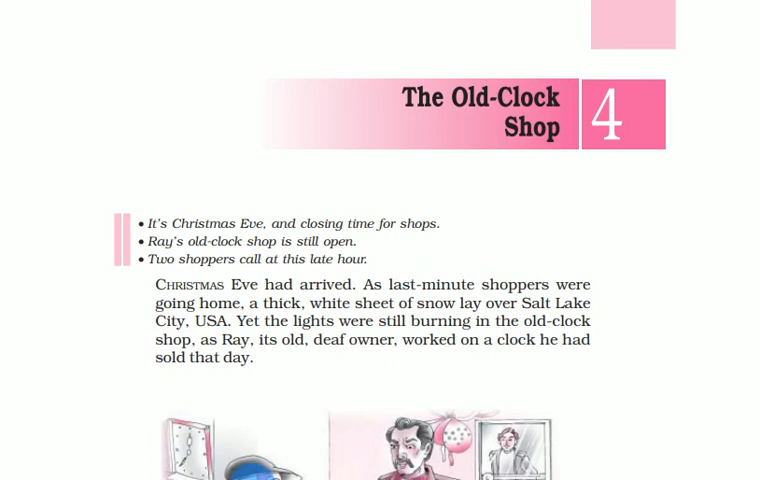 The Old-Clock
Shop
4
• It's Christmas Eve, and closing time for shops.
• Ray's old-clock shop is still open.
• Two shoppers call at this late hour.
CHRISTMAS Eve had arrived. As last-minute shoppers were
going home, a thick, white sheet of snow lay over Salt Lake
City, USA. Yet the lights were still burning in the old-clock
shop, as Ray, its old, deaf owner, worked on a clock he had
sold that day.